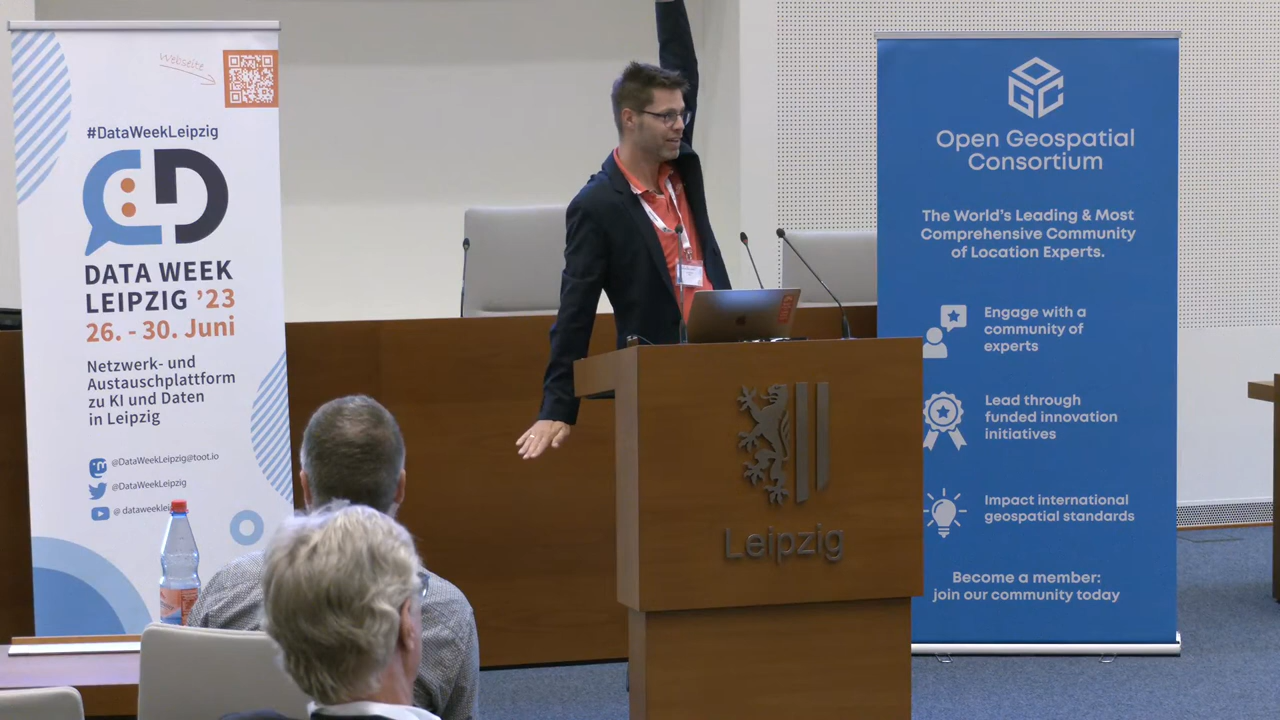 Webseite
#DataWeekLeipzig
DATA WEEK
LEIPZIG ’23
26. - 30. Juni
Netzwerk- und
Austauschplattform
zu KI und Daten
in Leipzig
@DataWeekLeipzig@toot.io
@DataWeekLeipzig
Leipzig
OGC
Open Geospatial
Consortium
The World's Leading & Most
Comprehensive Community
of Location Experts.
Engage with a
community of
experts
Lead through
funded innovation
initiatives
Impact international
geospatial standards
Become a member:
join our community today